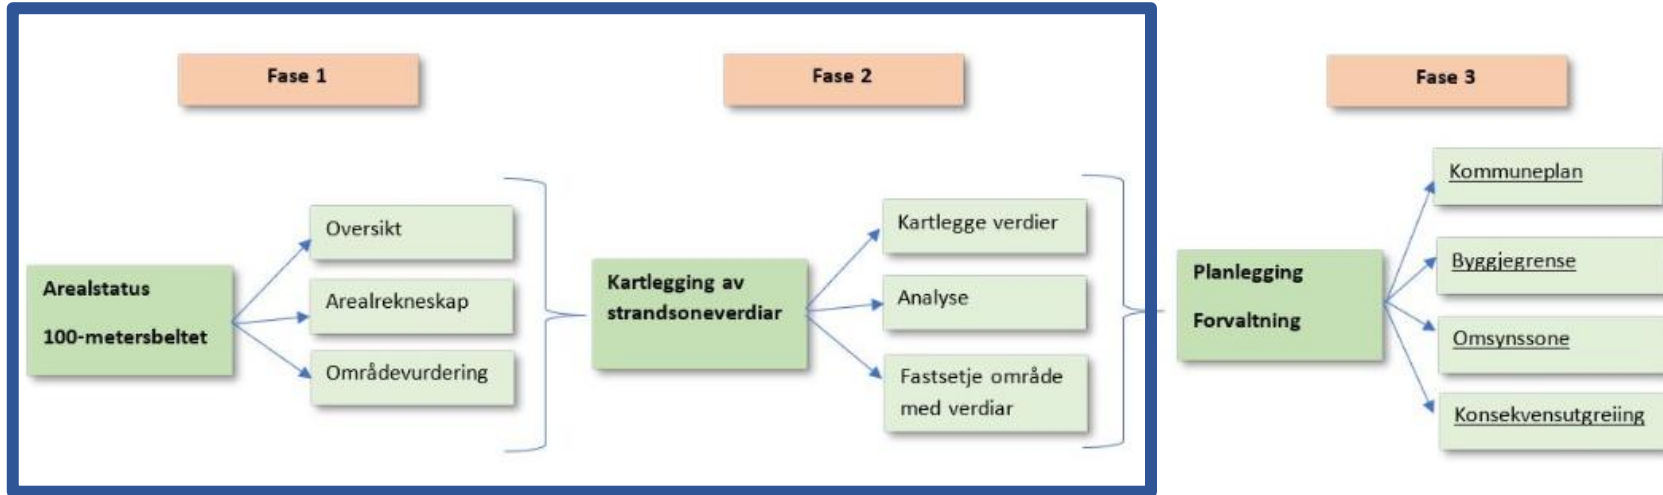 Fase 1
Fase 2
Fase 3
Arealstatus
100-metersbeltet
Oversikt
Arealrekneskap
Områdevurdering
Kartlegging av
strandsoneverdiar
Kartlegge verdier
Analyse
Fastsetje område
med verdiar
Planlegging
Forvaltning
Kommuneplan
Byggjegrense
Omsynssone
Konsekvensutgreiing